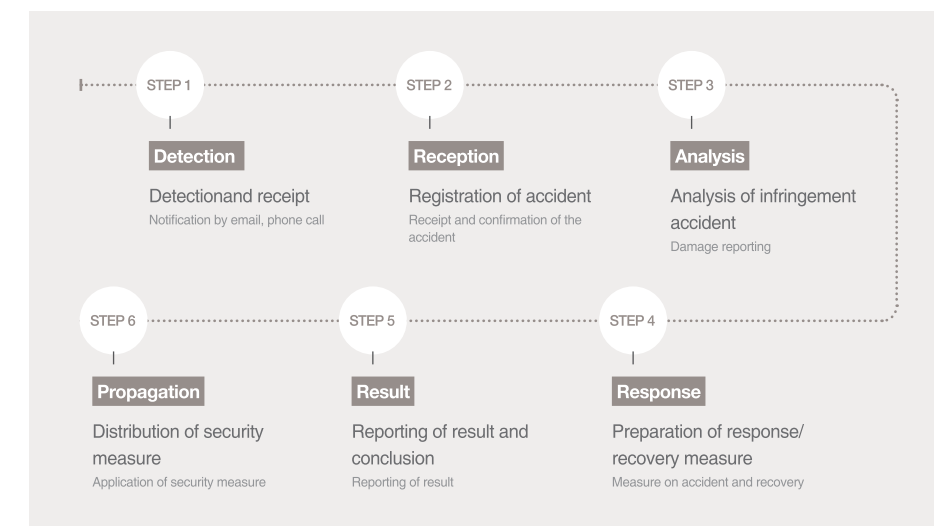 STEP 1
Detection
Detectionand receipt
Notification by email, phone call
STEP 2
Reception
Registration of accident
Receipt and confirmation of the
accident
STEP 3
Analysis
Analysis of infringement
accident
Damage reporting
STEP 4
Response
Preparation of response/
recovery measure
Measure on accident and recovery
STEP 5
Result
Reporting of result and
conclusion
Reporting of result
STEP 6
Propagation
Distribution of security
measure
Application of security measure